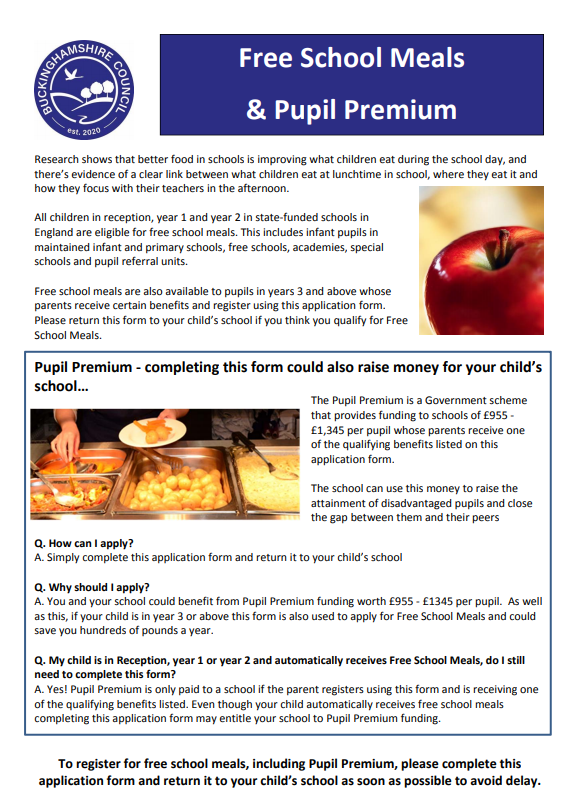 BUCKINGHAMSHIRE COUNCIL
est. 2020
Free School Meals
& Pupil Premium
Research shows that better food in schools is improving what children eat during the school day, and
there's evidence of a clear link between what children eat at lunchtime in school, where they eat it and
how they focus with their teachers in the afternoon.
All children in reception, year 1 and year 2 in state-funded schools in
England are eligible for free school meals. This includes infant pupils in
maintained infant and primary schools, free schools, academies, special
schools and pupil referral units.
Free school meals are also available to pupils in years 3 and above whose
parents receive certain benefits and register using this application form.
Please return this form to your child's school if you think you qualify for Free
School Meals.
Pupil Premium - completing this form could also raise money for your child's
school…
The Pupil Premium is a Government scheme
that provides funding to schools of £955 -
£1,345 per pupil whose parents receive one
of the qualifying benefits listed on this
application form.
The school can use this money to raise the
attainment of disadvantaged pupils and close
the gap between them and their peers
Q. How can I apply?
A. Simply complete this application form and return it to your child's school
Q. Why should I apply?
A. You and your school could benefit from Pupil Premium funding worth £955 - £1345 per pupil.  As well
as this, if your child is in year 3 or above this form is also used to apply for Free School Meals and could
save you hundreds of pounds a year.
Q. My child is in Reception, year 1 or year 2 and automatically receives Free School Meals, do I still
need to complete this form?
A. Yes! Pupil Premium is only paid to a school if the parent registers using this form and is receiving one
of the qualifying benefits listed. Even though your child automatically receives free school meals
completing this application form may entitle your school to Pupil Premium funding.
To register for free school meals, including Pupil Premium, please complete this
application form and return it to your child's school as soon as possible to avoid delay.